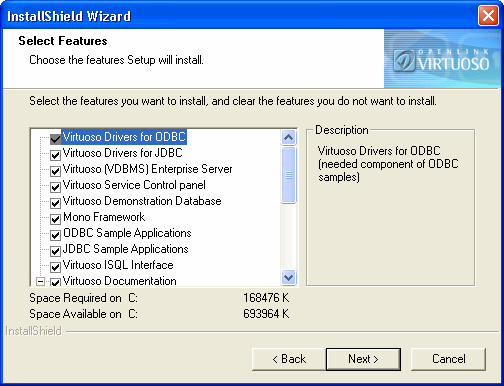 InstallShield Wizard
Select Features
Choose the features Setup will install.
OPENLINK
VIRTUOSO
Select the features you want to install, and clear the features you do not want to install.
Virtuoso Drivers for ODBC
Virtuoso Drivers for JDBC
Virtuoso (VDBMS) Enterprise Server
Virtuoso Service Control panel
Virtuoso Demonstration Database
Mono Framework
ODBC Sample Applications
JDBC Sample Applications
Virtuoso ISQL Interface
Virtuoso Documentation
Description
Virtuoso Drivers for ODBC
(needed component of ODBC
samples)
Space Required on C: 168476 K
Space Available on C: 693964 K
InstallShield
< Back
Next >
Cancel